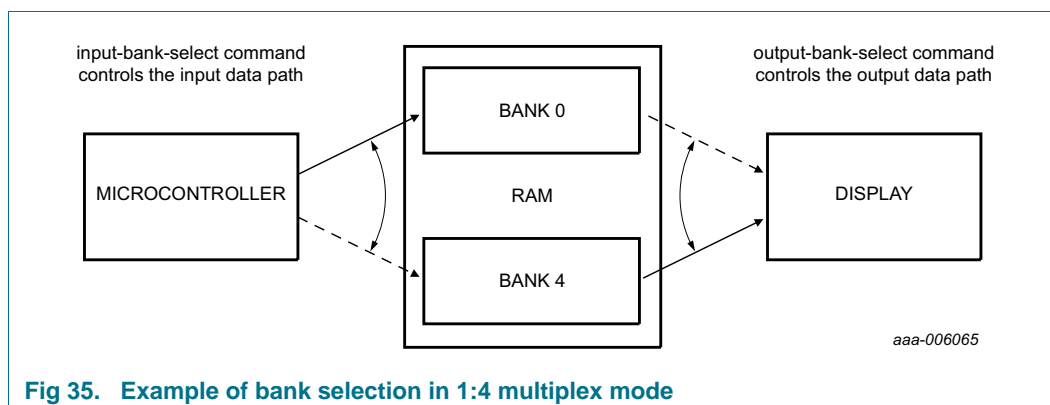 input-bank-select command
controls the input data path
output-bank-select command
controls the output data path
BANK 0
MICROCONTROLLER
RAM
DISPLAY
BANK 4
aaa-006065
Fig 35. Example of bank selection in 1:4 multiplex mode